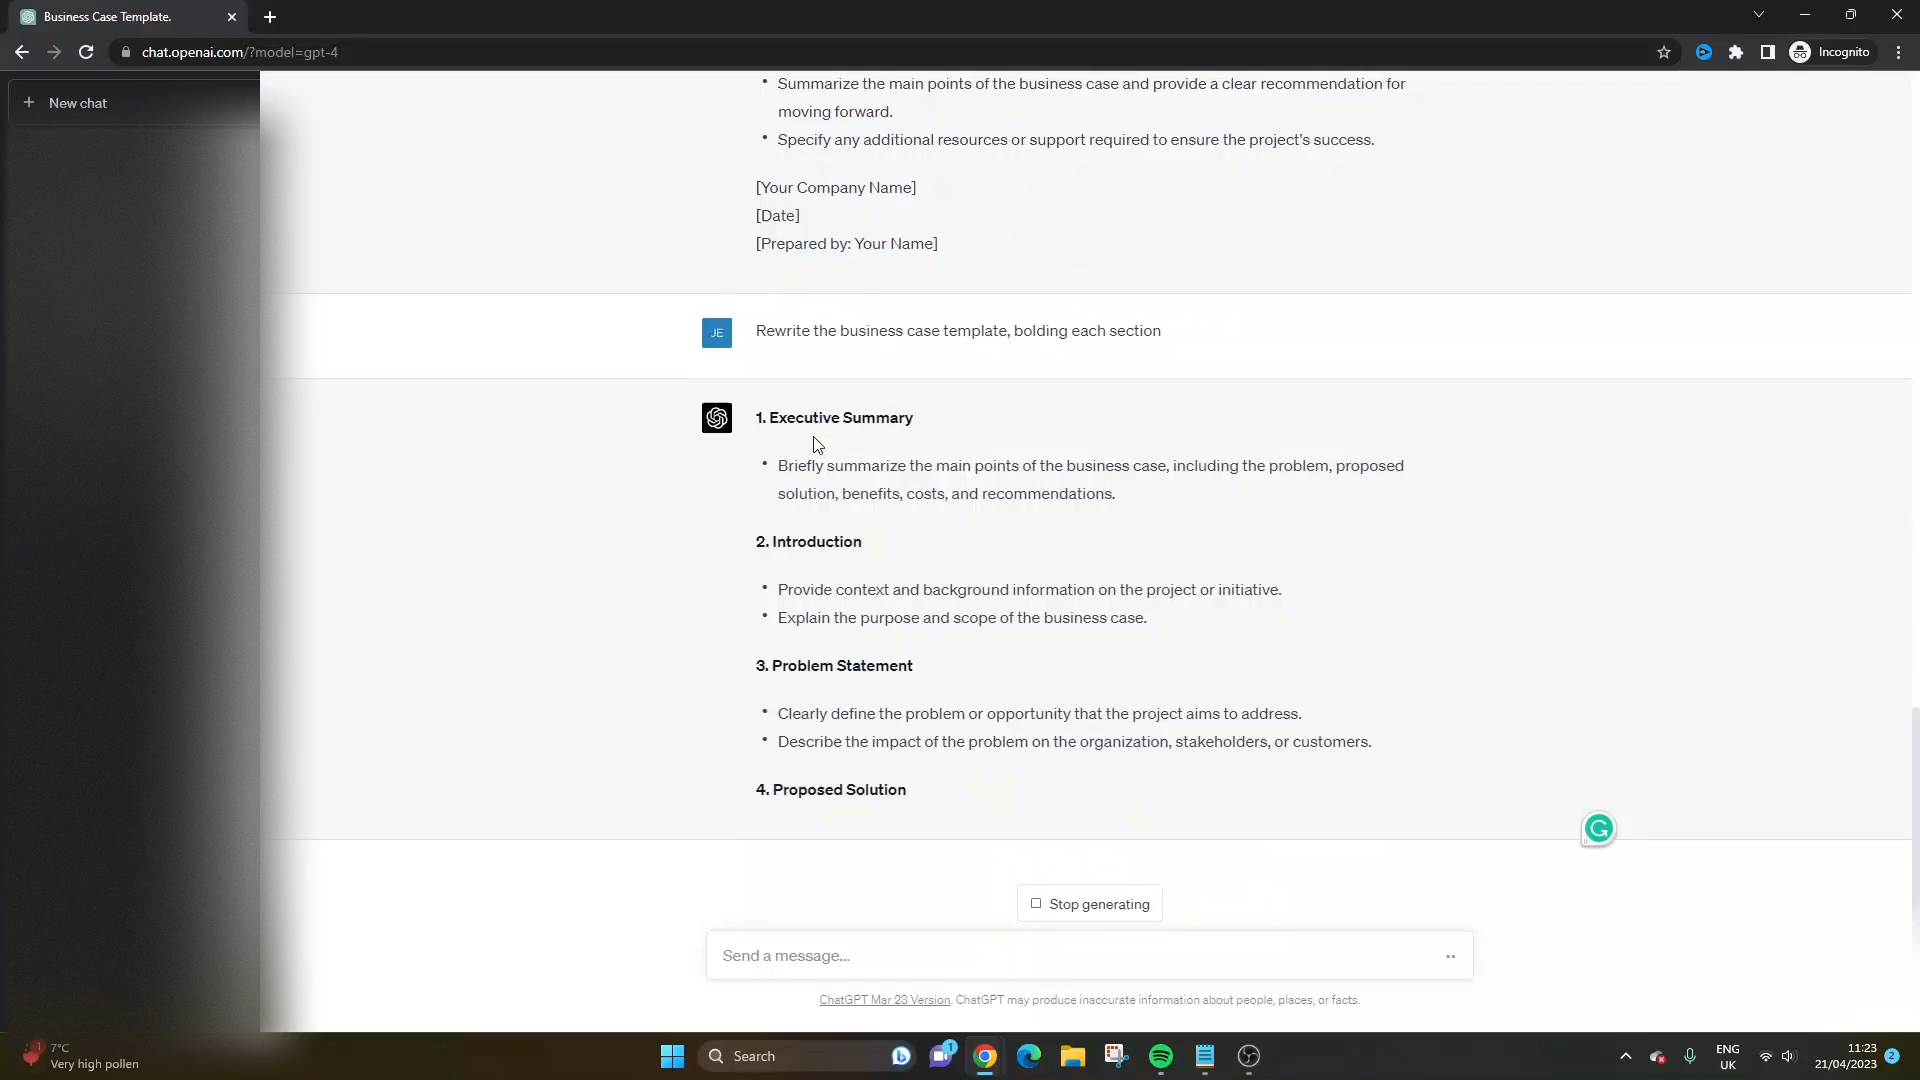 Business Case Template.
chat.openai.com/?model=gpt-4
Incognito
New chat
• Summarize the main points of the business case and provide a clear recommendation for
moving forward.
• Specify any additional resources or support required to ensure the project's success.
[Your Company Name]
[Date]
[Prepared by: Your Name]
JE
Rewrite the business case template, bolding each section
1. Executive Summary
• Briefly summarize the main points of the business case, including the problem, proposed
solution, benefits, costs, and recommendations.
2. Introduction
• Provide context and background information on the project or initiative.
• Explain the purpose and scope of the business case.
3. Problem Statement
• Clearly define the problem or opportunity that the project aims to address.
• Describe the impact of the problem on the organization, stakeholders, or customers.
4. Proposed Solution
Stop generating
Send a message...
ChatGPT Mar 23 Version. ChatGPT may produce inaccurate information about people, places, or facts.
1
7°C
Very high pollen
Search
1
ENG
UK
11:23
21/04/2023
2